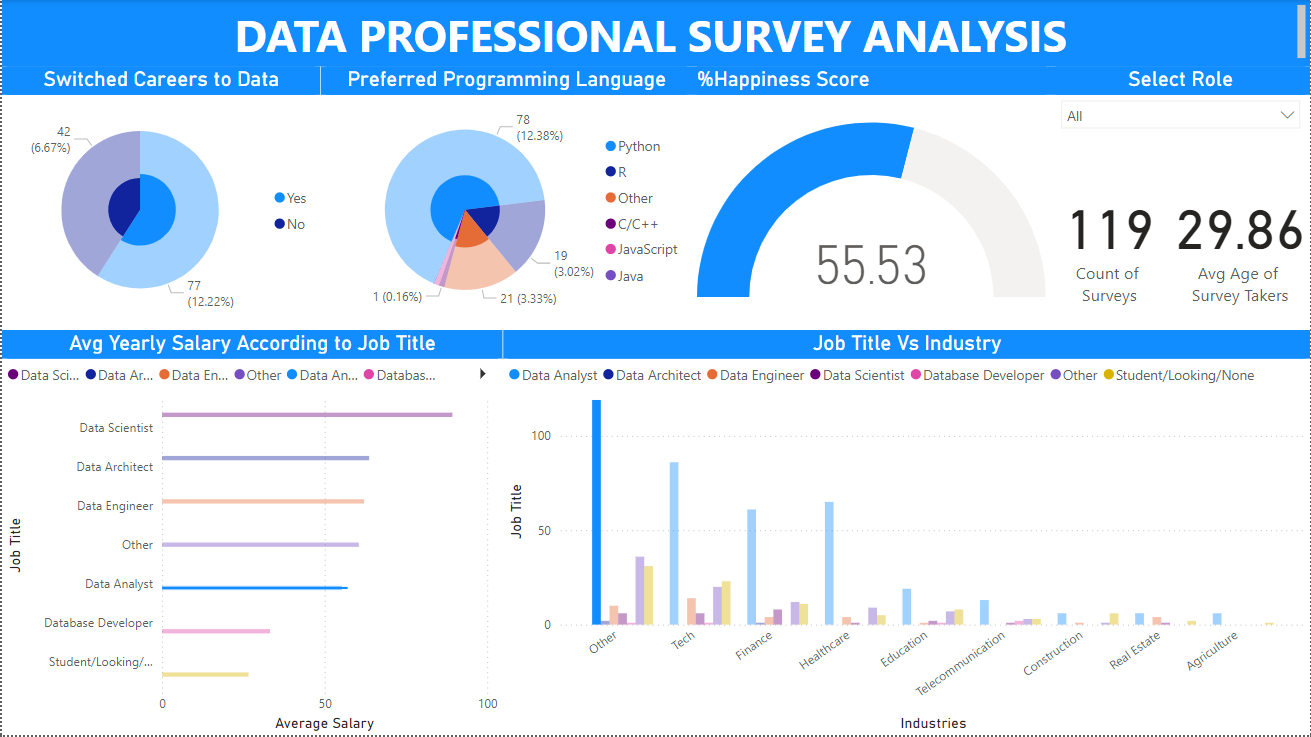 DATA PROFESSIONAL SURVEY ANALYSIS
Switched Careers to Data
Preferred Programming Language
%Happiness Score
Select Role
42
(6.67%)
77
(12.22%)
Yes
No
78
(12.38%)
19
(3.02%)
21 (3.33%)
1 (0.16%)
Python
R
Other
C/C++
JavaScript
Java
55.53
All
119
Count of
Surveys
29.86
Avg Age of
Survey Takers
Avg Yearly Salary According to Job Title
Data Sci... Data Ar... Data En... Other Data An... Databas...
Job Title
Data Scientist
Data Architect
Data Engineer
Other
Data Analyst
Database Developer
Student/Looking/...
0 50 100
Average Salary
Job Title Vs Industry
Data Analyst Data Architect Data Engineer Data Scientist Database Developer Other Student/Looking/None
Job Title
100
50
0
Other Tech Finance Healthcare Education Telecommunication Construction Real Estate Agriculture
Industries